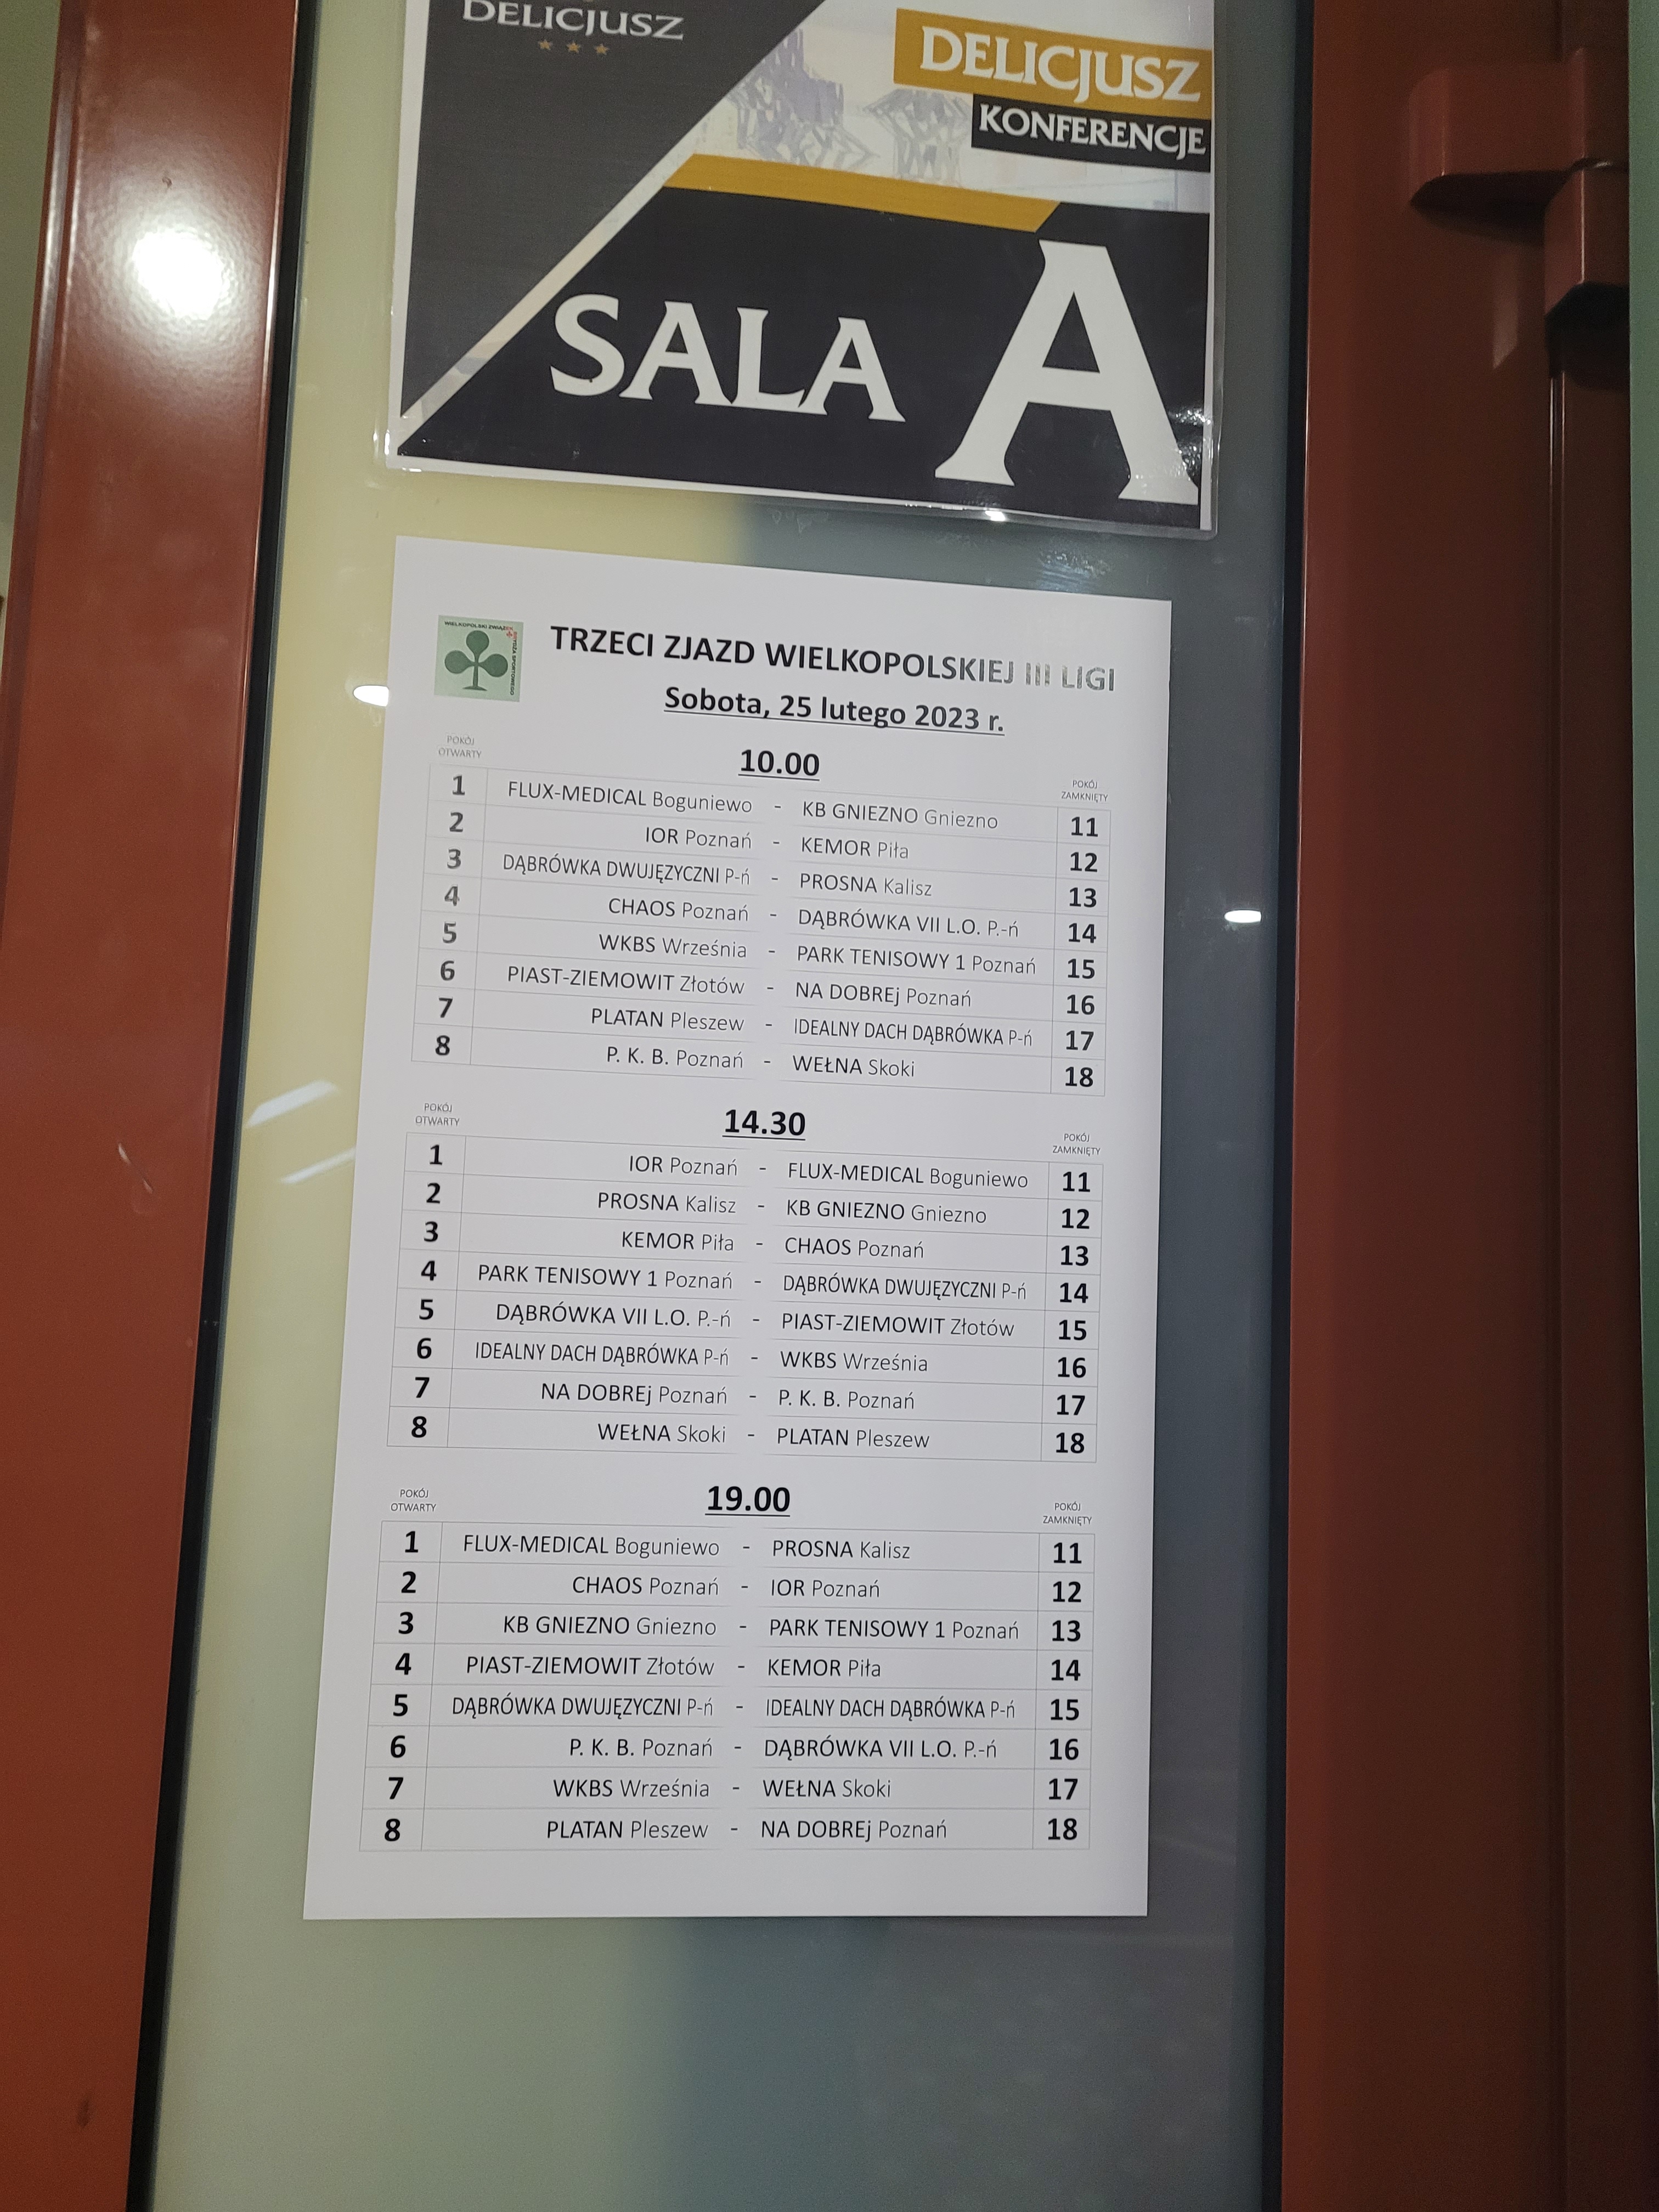 DELICJUSZ
DELICJUSZ
KONFERENCJE
SALA A
WIELKOPOLSKI ZWIĄZEK
BRYDŻA SPORTOWEGO
TRZECI ZJAZD WIELKOPOLSKIEJ III LIGI
Sobota, 25 lutego 2023 r.
10.00
POKÓJ OTWARTY
POKÓJ ZAMKNIĘTY
1 FLUX-MEDICAL Boguniewo - KB GNIEZNO Gniezno 11
2 IOR Poznań - KEMOR Piła 12
3 DĄBRÓWKA DWUJĘZYCZNI P-ń - PROSNA Kalisz 13
4 CHAOS Poznań - DĄBRÓWKA VII L.O. P.-ń 14
5 WKBS Września - PARK TENISOWY 1 Poznań 15
6 PIAST-ZIEMOWIT Złotów - NA DOBREj Poznań 16
7 PLATAN Pleszew - IDEALNY DACH DĄBRÓWKA P-ń 17
8 P. K. B. Poznań - WEŁNA Skoki 18
14.30
POKÓJ OTWARTY
POKÓJ ZAMKNIĘTY
1 IOR Poznań - FLUX-MEDICAL Boguniewo 11
2 PROSNA Kalisz - KB GNIEZNO Gniezno 12
3 KEMOR Piła - CHAOS Poznań 13
4 PARK TENISOWY 1 Poznań - DĄBRÓWKA DWUJĘZYCZNI P-ń 14
5 DĄBRÓWKA VII L.O. P.-ń - PIAST-ZIEMOWIT Złotów 15
6 IDEALNY DACH DĄBRÓWKA P-ń - WKBS Września 16
7 NA DOBREj Poznań - P. K. B. Poznań 17
8 WEŁNA Skoki - PLATAN Pleszew 18
19.00
POKÓJ OTWARTY
POKÓJ ZAMKNIĘTY
1 FLUX-MEDICAL Boguniewo - PROSNA Kalisz 11
2 CHAOS Poznań - IOR Poznań 12
3 KB GNIEZNO Gniezno - PARK TENISOWY 1 Poznań 13
4 PIAST-ZIEMOWIT Złotów - KEMOR Piła 14
5 DĄBRÓWKA DWUJĘZYCZNI P-ń - IDEALNY DACH DĄBRÓWKA P-ń 15
6 P. K. B. Poznań - DĄBRÓWKA VII L.O. P.-ń 16
7 WKBS Września - WEŁNA Skoki 17
8 PLATAN Pleszew - NA DOBREj Poznań 18